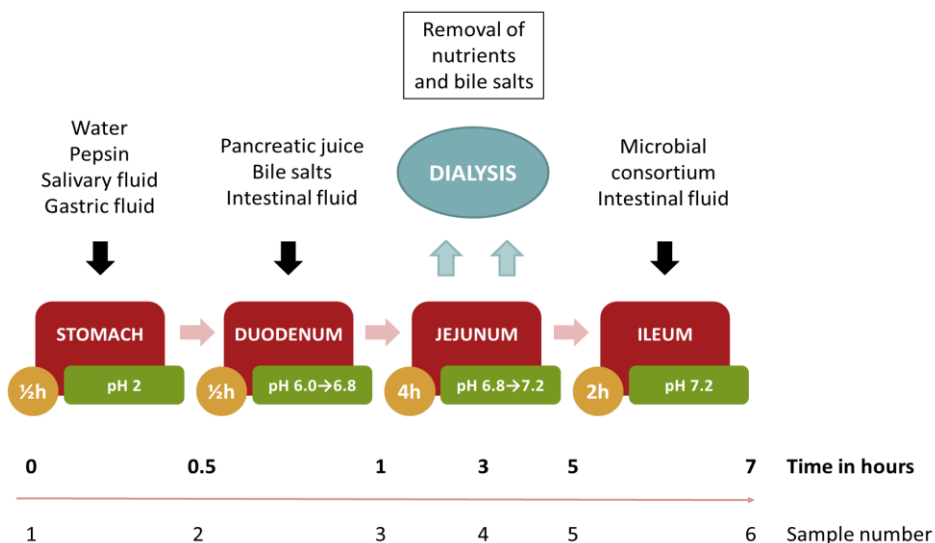 Removal of
nutrients
and bile salts
Water
Pepsin
Salivary fluid
Gastric fluid
Pancreatic juice
Bile salts
Intestinal fluid
DIALYSIS
Microbial
consortium
Intestinal fluid
STOMACH
DUODENUM
JEJUNUM
ILEUM
½h
pH 2
½h
pH 6.0→6.8
4h
pH 6.8→7.2
2h
pH 7.2
0 0.5 1 3 5 7 Time in hours
1 2 3 4 5 6 Sample number